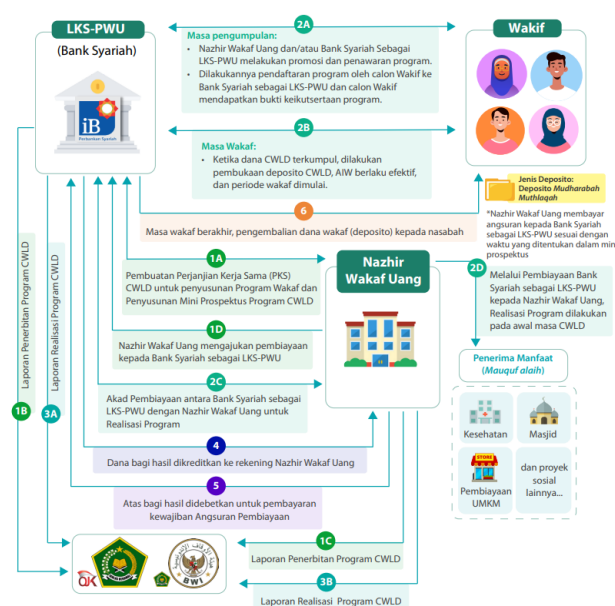 LKS-PWU
(Bank Syariah)
iB
Perbankan Syariah
2A
Masa pengumpulan:
• Nazhir Wakaf Uang dan/atau Bank Syariah Sebagai
LKS-PWU melakukan promosi dan penawaran program.
• Dilakukannya pendaftaran program oleh calon Wakif ke
Bank Syariah sebagai LKS-PWU dan calon Wakif
mendapatkan bukti keikutsertaan program.
2B
Masa Wakaf:
• Ketika dana CWLD terkumpul, dilakukan
pembukaan deposito CWLD, AIW berlaku efektif,
dan periode wakaf dimulai.
Wakif
6
Masa wakaf berakhir, pengembalian dana wakaf (deposito) kepada nasabah
Jenis Deposito:
Deposito Mudharabah
Muthlaqah
*Nazhir Wakaf Uang membayar
angsuran kepada Bank Syariah
sebagai LKS-PWU sesuai dengan
waktu yang ditentukan dalam mini
prospektus
1A
Pembuatan Perjanjian Kerja Sama (PKS)
CWLD untuk penyusunan Program Wakaf dan
Penyusunan Mini Prospektus Program CWLD
Nazhir
Wakaf Uang
2D
Melalui Pembiayaan Bank
Syariah sebagai LKS-PWU
kepada Nazhir Wakaf Uang,
Realisasi Program dilakukan
pada awal masa CWLD
1D
Nazhir Wakaf Uang mengajukan pembiayaan
kepada Bank Syariah sebagai LKS-PWU
2C
Akad Pembiayaan antara Bank Syariah sebagai
LKS-PWU dengan Nazhir Wakaf Uang untuk
Realisasi Program
Penerima Manfaat
(Mauquf alaih)
Kesehatan
Masjid
STORE
Pembiayaan
UMKM
dan proyek
sosial
lainnya...
4
Dana bagi hasil dikreditkan ke rekening Nazhir Wakaf Uang
5
Atas bagi hasil didebetkan untuk pembayaran
kewajiban Angsuran Pembiayaan
Laporan Penerbitan Program CWLD
1B
Laporan Realisasi Program CWLD
3A
1C
Laporan Penerbitan Program CWLD
3B
Laporan Realisasi Program CWLD
BWI